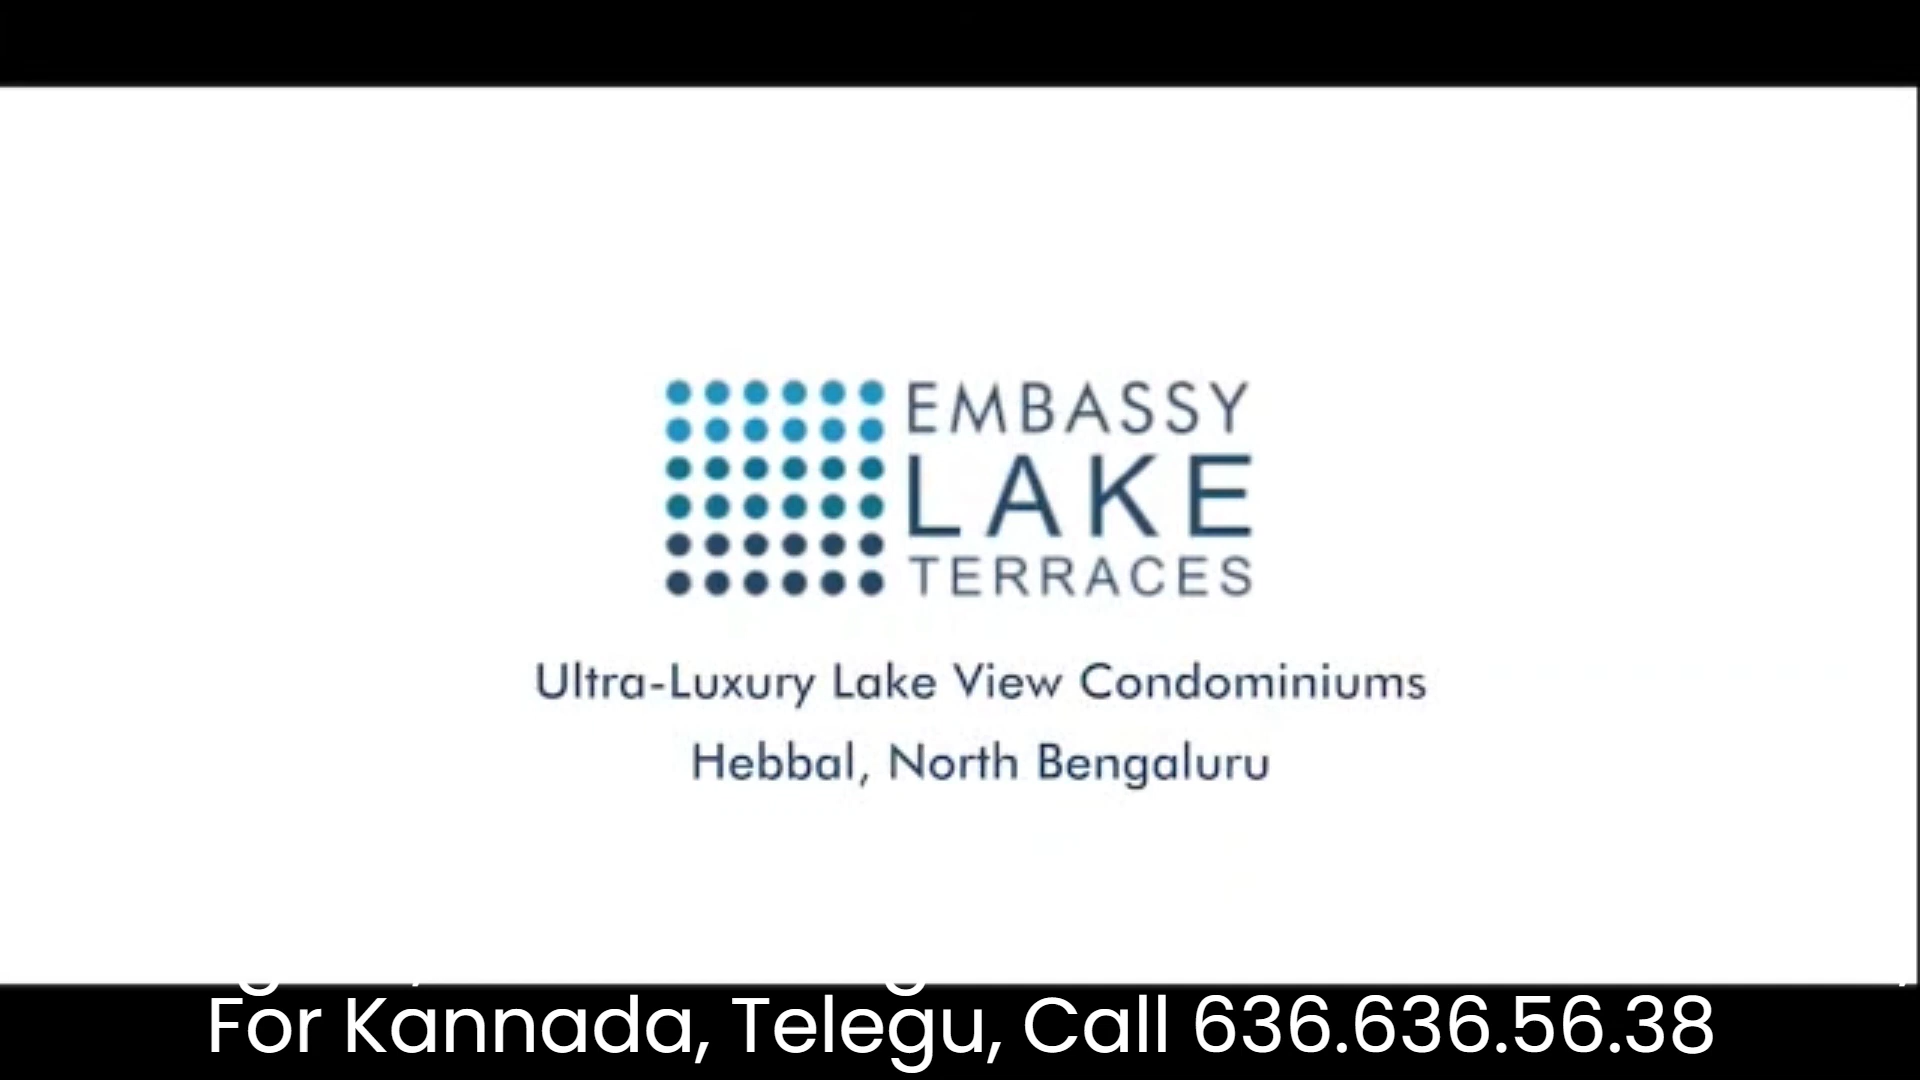 EMBASSY
LAKE
TERRACES
Ultra-Luxury Lake View Condominiums
Hebbal, North Bengaluru
For Kannada, Telegu, Call 636.636.56.38